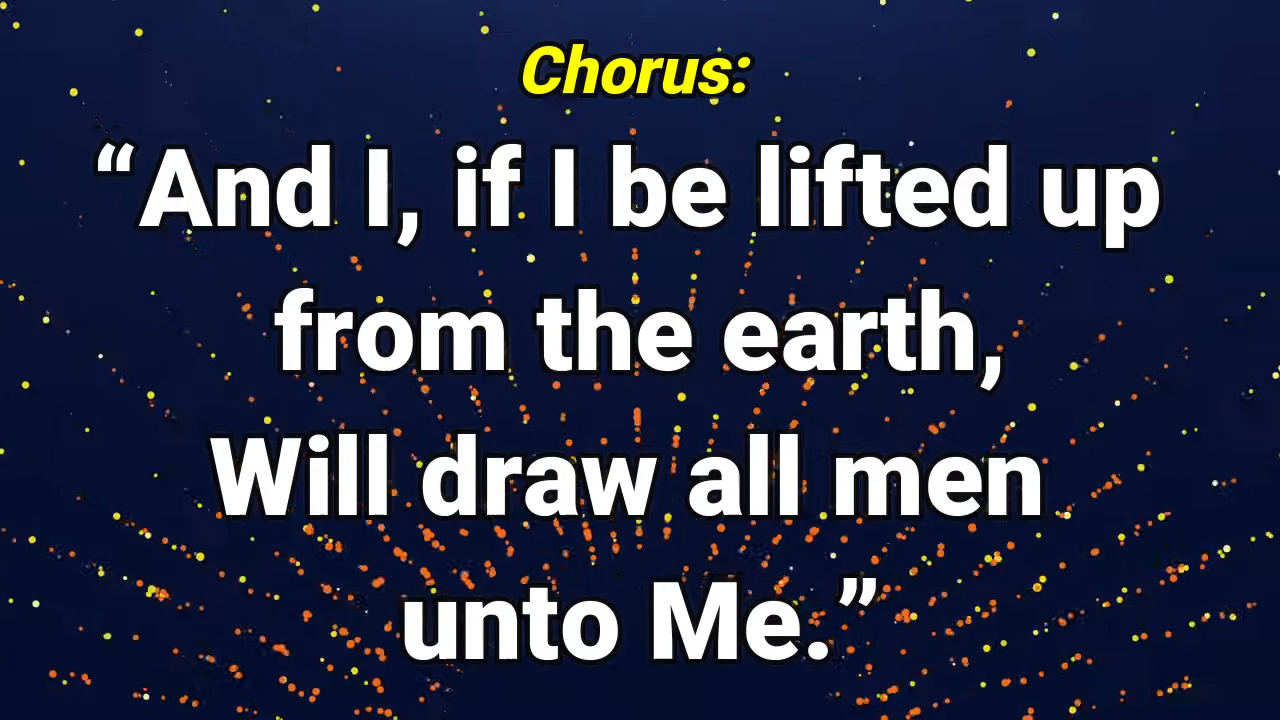 Chorus:
“And I, if I be lifted up
from the earth,
Will draw all men
unto Me.”